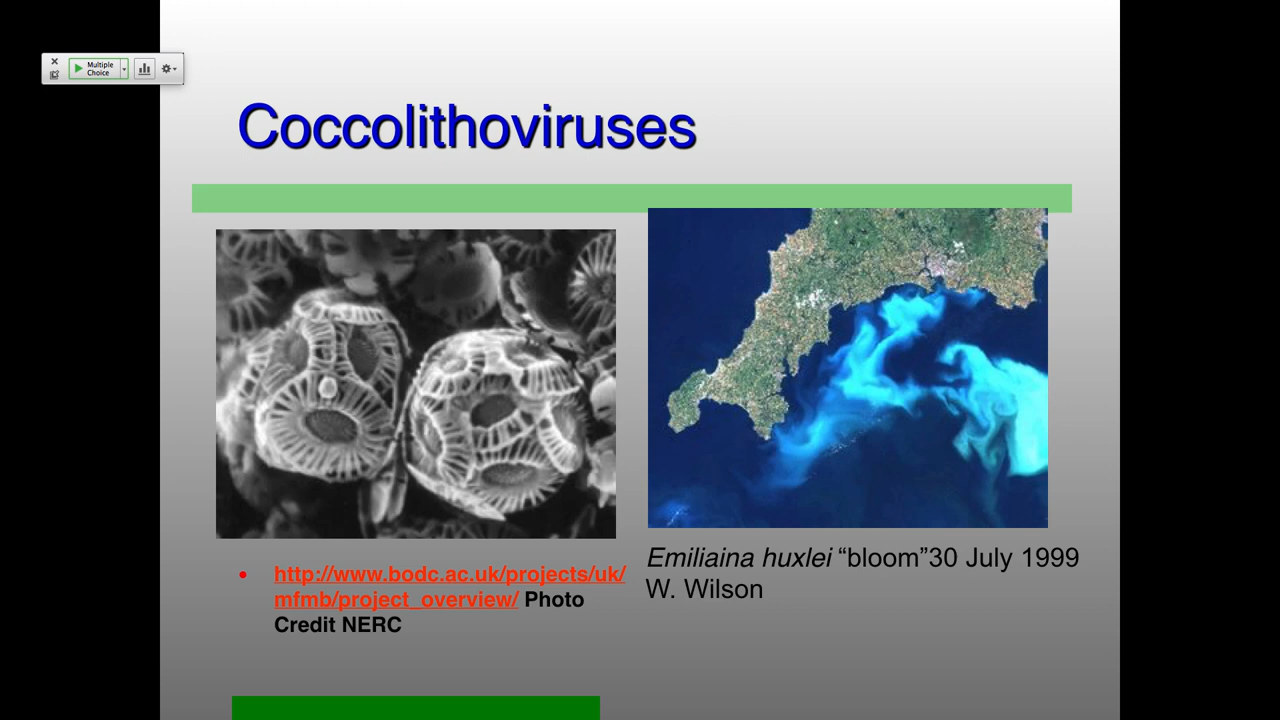 Multiple
Choice
Coccolithoviruses
http://www.bodc.ac.uk/projects/uk/
mfmb/project_overview/ Photo
Credit NERC
Emiliaina huxlei “bloom”30 July 1999
W. Wilson